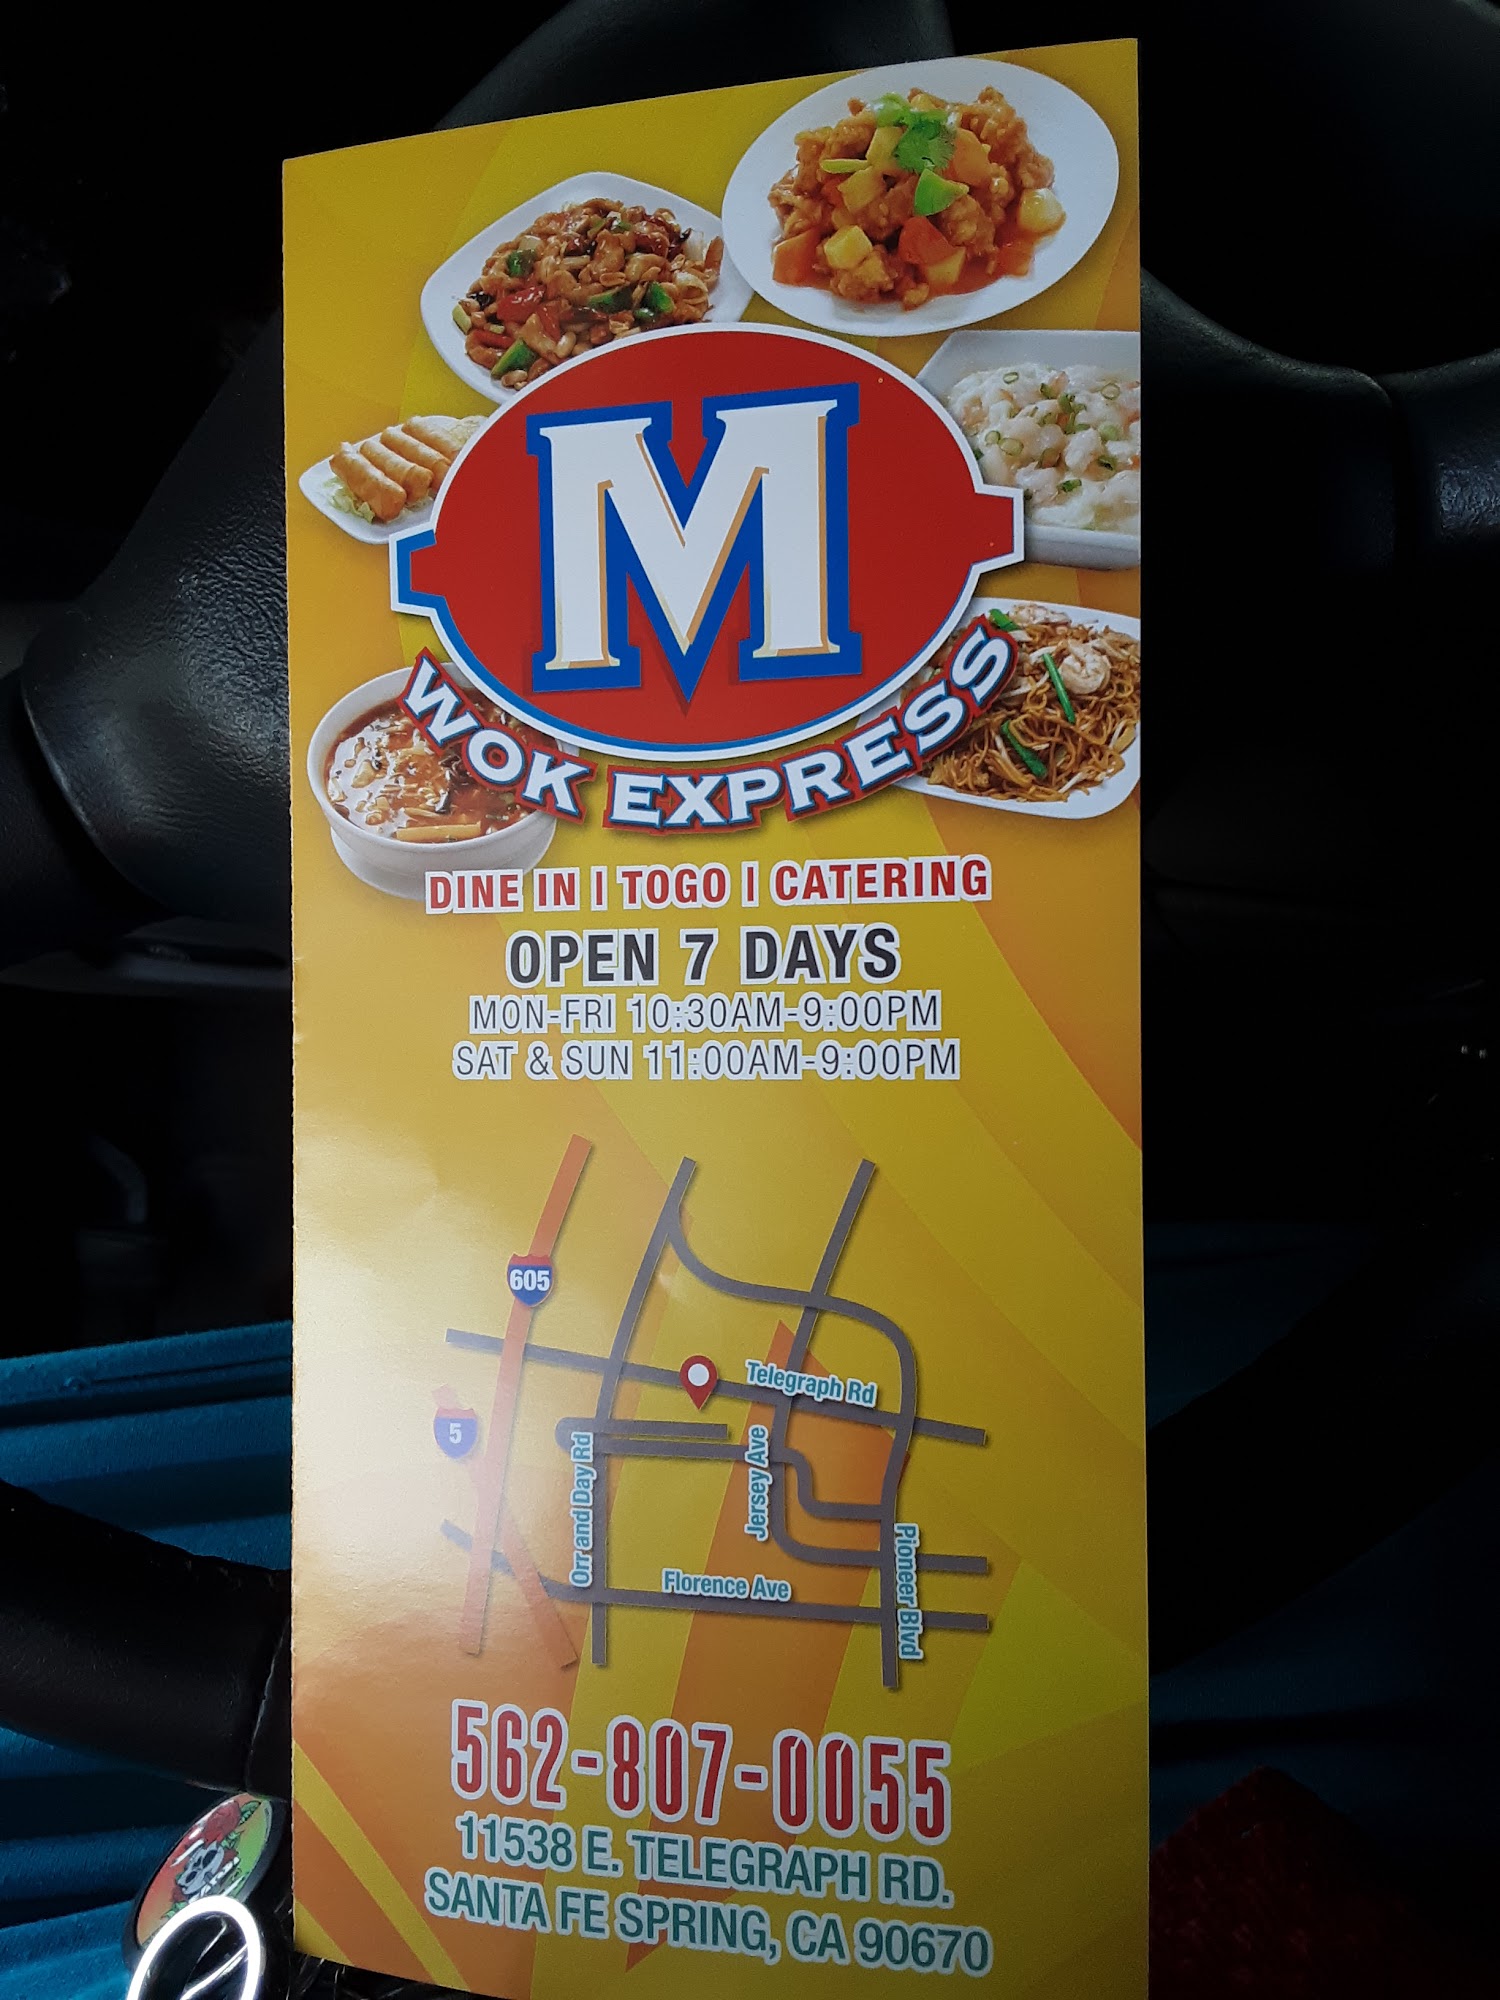 M
WOK EXPRESS
DINE IN | TOGO | CATERING
OPEN 7 DAYS
MON-FRI 10:30AM-9:00PM
SAT & SUN 11:00AM-9:00PM
605
Telegraph Rd
5
Orr and Day Rd
Jersey Ave
Pioneer Blvd
Florence Ave
562-807-0055
11538 E. TELEGRAPH RD.
SANTA FE SPRING, CA 90670